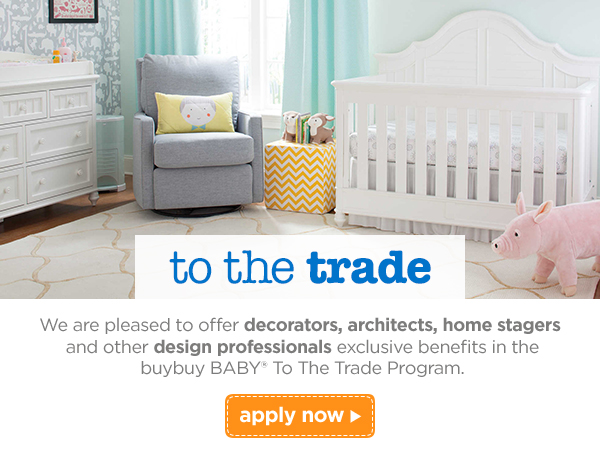 to the trade
We are pleased to offer decorators, architects, home stagers
and other design professionals exclusive benefits in the
buybuy BABY® To The Trade Program.
apply now ▶